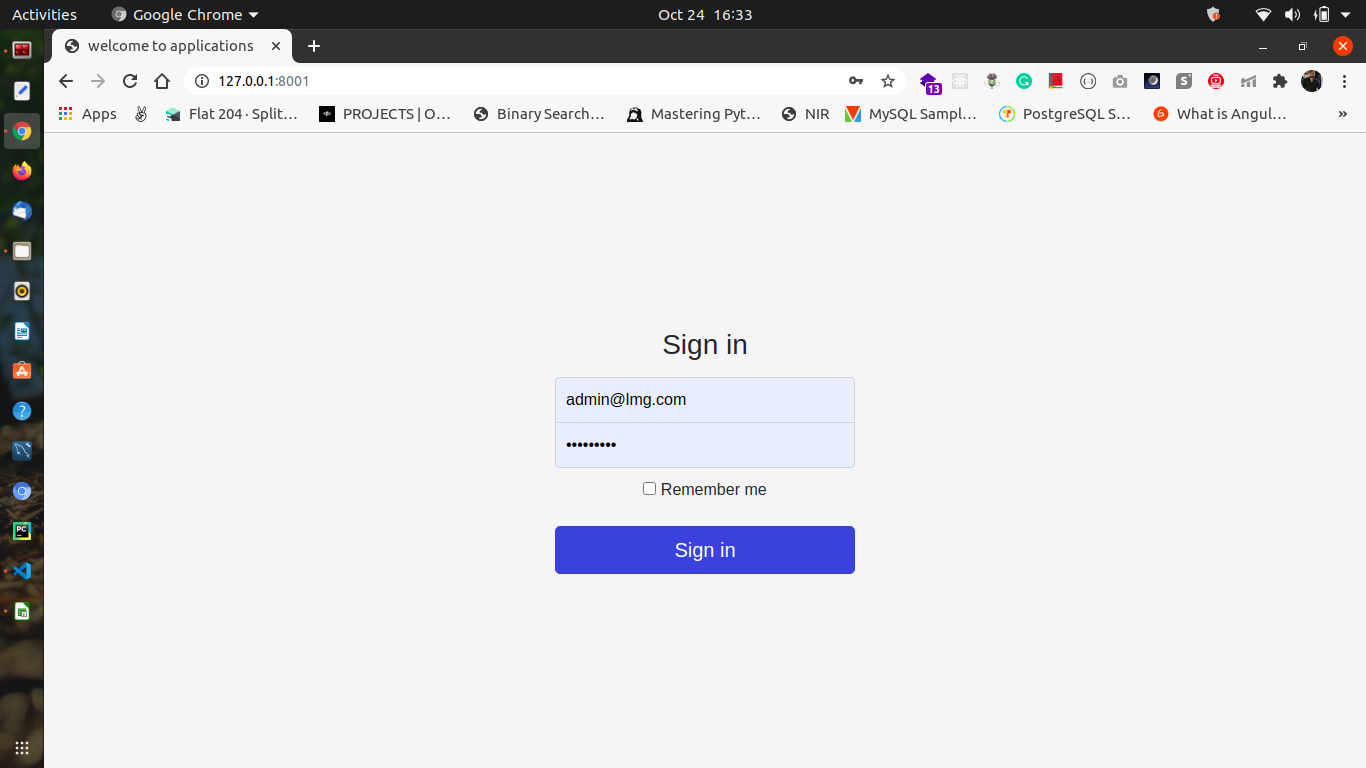 Activities Google Chrome Oct 24 16:33
welcome to applications
127.0.0.1:8001
13
Apps Flat 204 · Split… PROJECTS | O… Binary Search… Mastering Pyt… NIR MySQL Sampl… PostgreSQL S… What is Angul… »
Sign in
admin@lmg.com
•••••••••
Remember me
Sign in